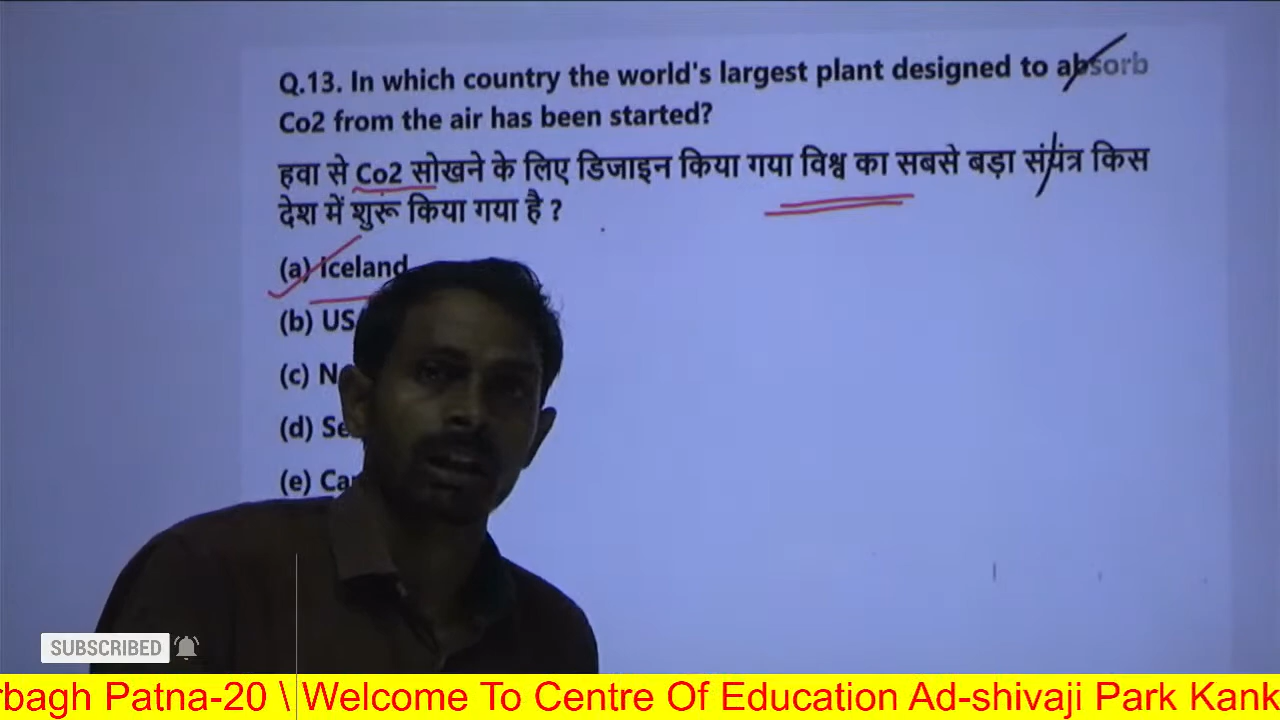 Q.13. In which country the world's largest plant designed to absorb
Co2 from the air has been started?
हवा से Co2 सोखने के लिए डिजाइन किया गया विश्व का सबसे बड़ा संयंत्र किस
देश में शुरू किया गया है ?
(a) Iceland
(b) US
(c) N
(d) Se
(e) Ca
SUBSCRIBED
rbagh Patna-20 \ Welcome To Centre Of Education Ad-shivaji Park Kank